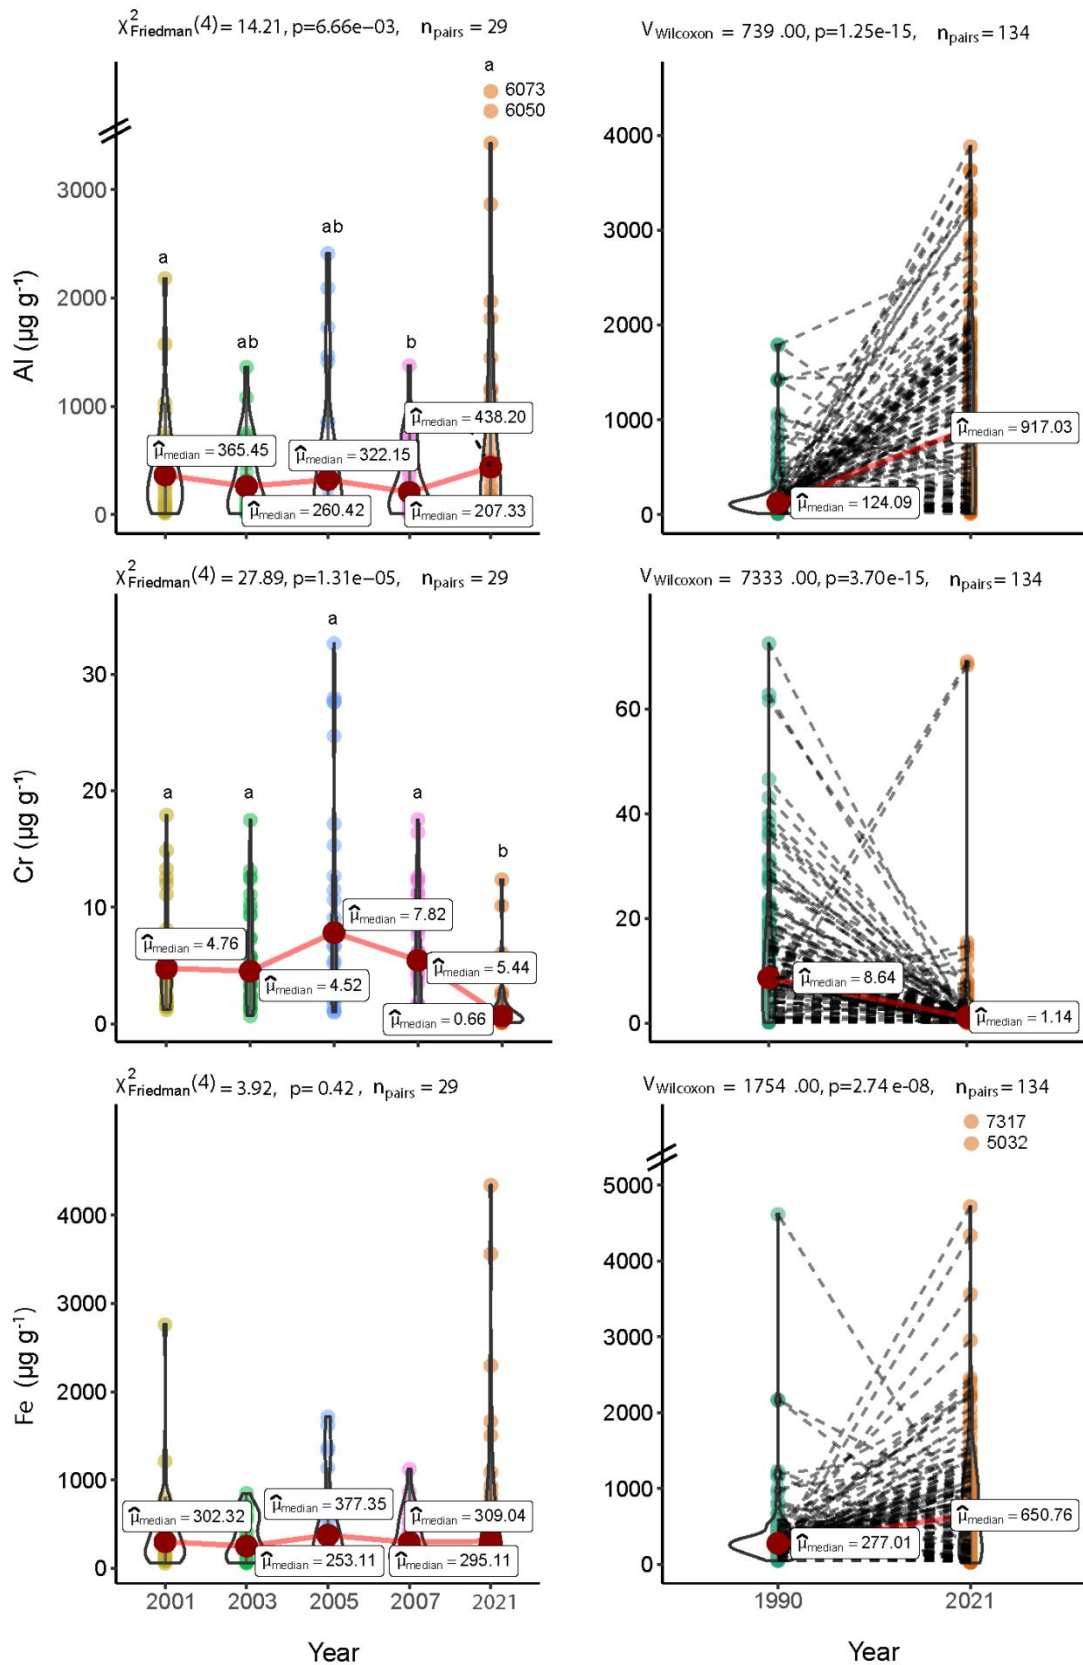 χ²Friedman(4) = 14.21, p=6.66e−03, npairs = 29
a
6073
6050
3000
ab
a
2000
ab
b
Al (µg g⁻¹)
1000
μ̂median = 438.20
μ̂median = 365.45
μ̂median = 322.15
μ̂median = 260.42
μ̂median = 207.33
0
VWilcoxon = 739 .00, p=1.25e-15, npairs = 134
4000
3000
2000
1000
μ̂median = 917.03
μ̂median = 124.09
0
χ²Friedman(4) = 27.89, p=1.31e−05, npairs = 29
a
30
20
a
a
a
b
Cr (µg g⁻¹)
10
μ̂median = 7.82
μ̂median = 4.76
μ̂median = 5.44
μ̂median = 4.52
μ̂median = 0.66
0
VWilcoxon = 7333 .00, p=3.70e-15, npairs = 134
60
40
20
μ̂median = 8.64
μ̂median = 1.14
0
χ²Friedman(4) = 3.92, p= 0.42 , npairs = 29
4000
3000
2000
Fe (µg g⁻¹)
1000
μ̂median = 377.35
μ̂median = 302.32
μ̂median = 309.04
μ̂median = 253.11
μ̂median = 295.11
0
2001 2003 2005 2007 2021
Year
VWilcoxon = 1754 .00, p=2.74 e-08, npairs = 134
7317
5032
5000
4000
3000
2000
1000
μ̂median = 650.76
μ̂median = 277.01
0
1990 2021
Year